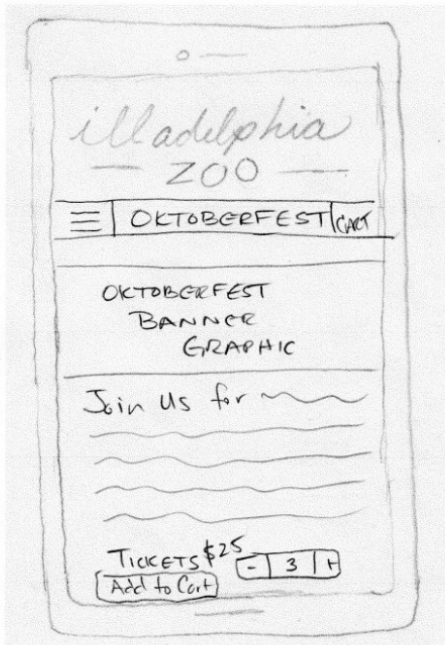 illadelphia
ZOO
OKTOBERFEST CART
OKTOBERFEST
BANNER
GRAPHIC
Join Us for
TICKETS $25 - 3 +
Add to Cart